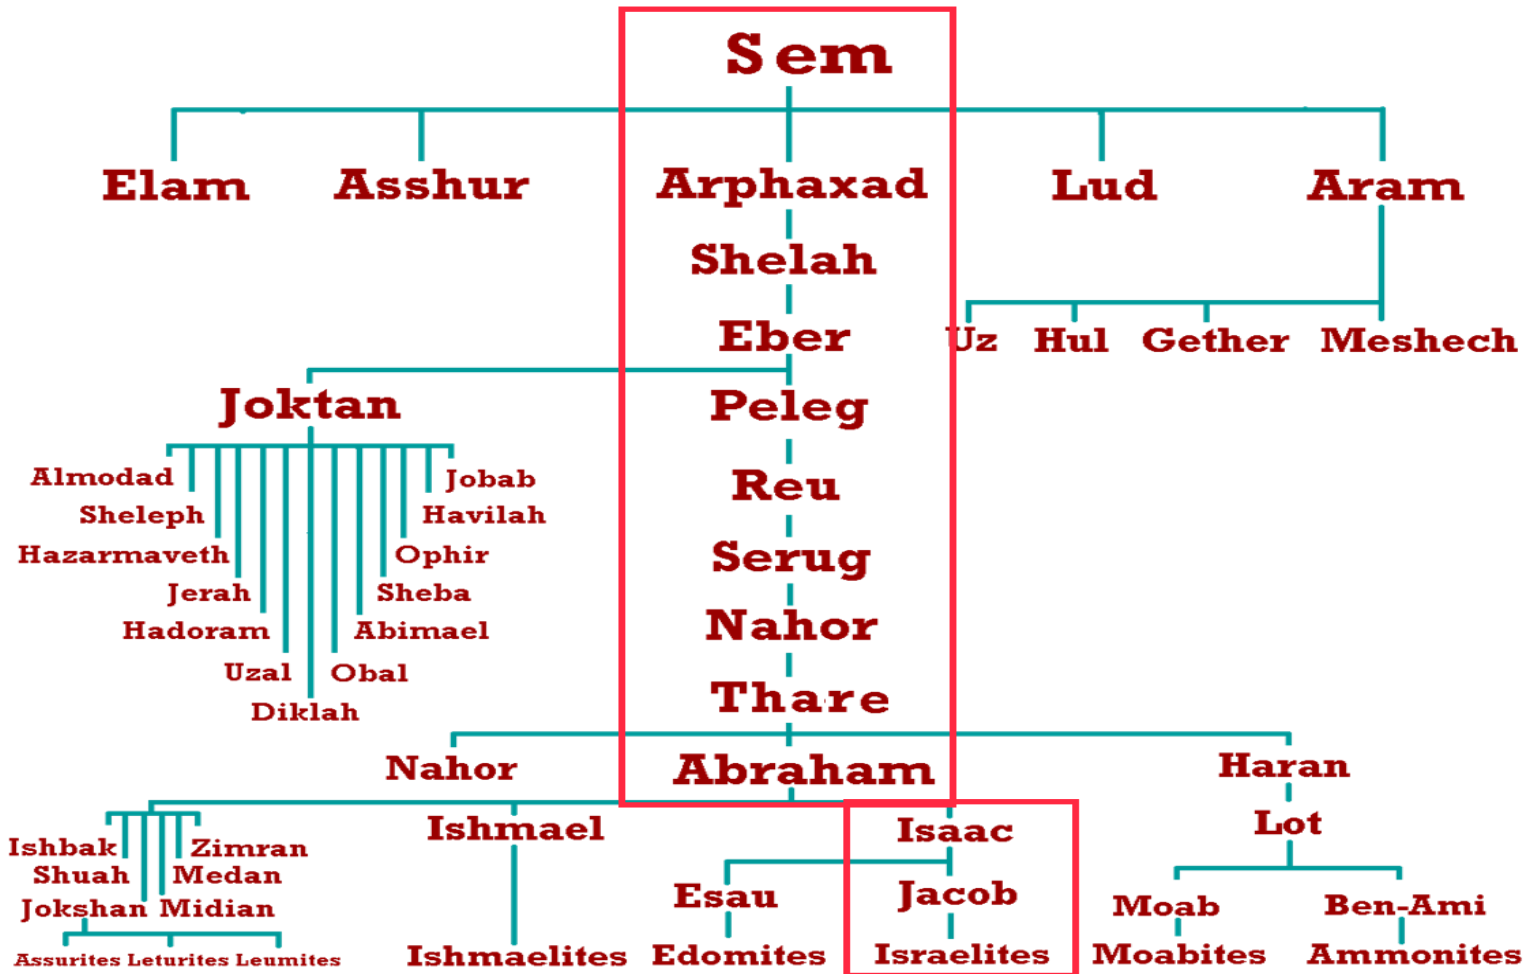 Sem
Elam Asshur Arphaxad Lud Aram
Shelah
Eber Uz Hul Gether Meshech
Joktan Peleg
Almodad Jobab
Reu
Sheleph Havilah
Hazarmaveth Ophir Serug
Jerah Sheba
Hadoram Abimael Nahor
Uzal Obal
Thare
Diklah
Nahor Abraham Haran
Ishmael Isaac Lot
Ishbak Zimran
Shuah Medan
Esau Jacob
Jokshan Midian Moab Ben-Ami
Assurites Leturites Leumites Ishmaelites Edomites Israelites Moabites Ammonites